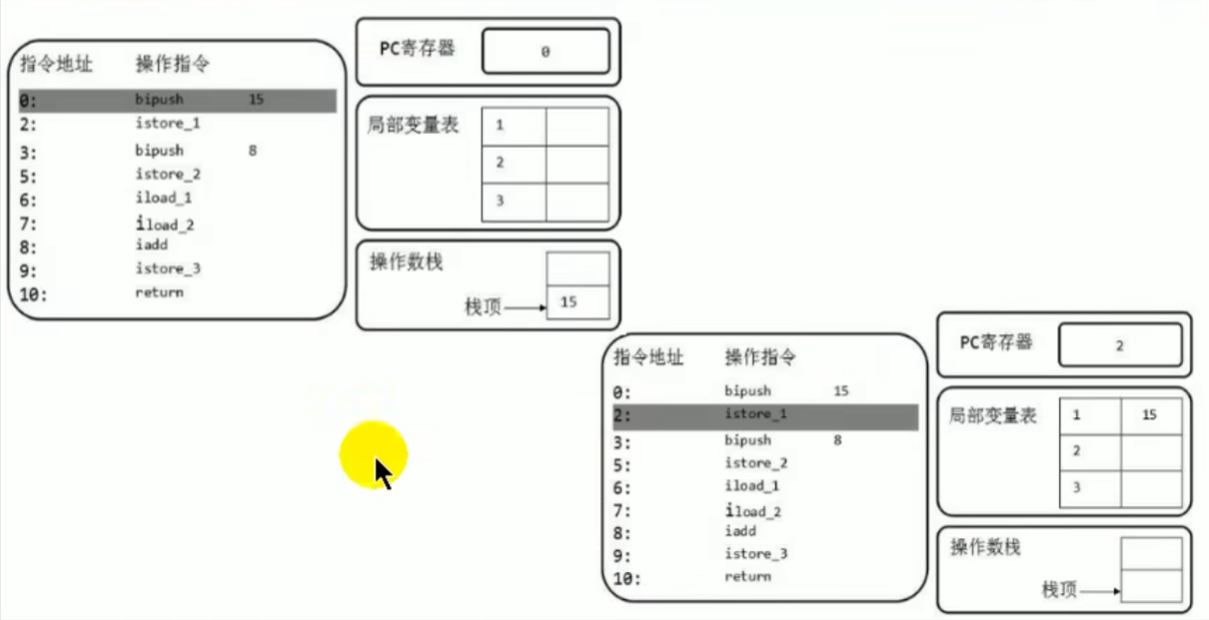 指令地址 操作指令
0: bipush 15
2: istore_1
3: bipush 8
5: istore_2
6: iload_1
7: iload_2
8: iadd
9: istore_3
10: return
PC寄存器 0
局部变量表 1
2
3
操作数栈
栈顶 15
指令地址 操作指令
0: bipush 15
2: istore_1
3: bipush 8
5: istore_2
6: iload_1
7: iload_2
8: iadd
9: istore_3
10: return
PC寄存器 2
局部变量表 1 15
2
3
操作数栈
栈顶